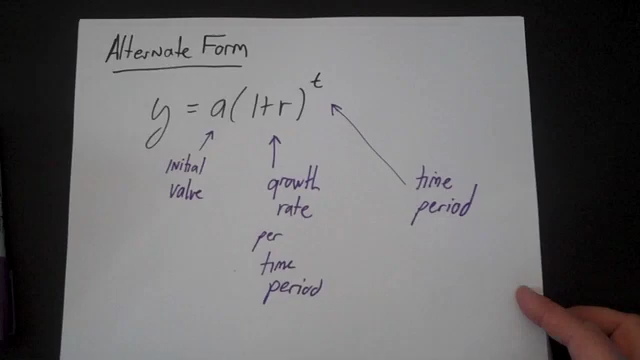 Alternate Form
y = a(1+r)^t
initial
value
growth
rate
per
time
period
time
period